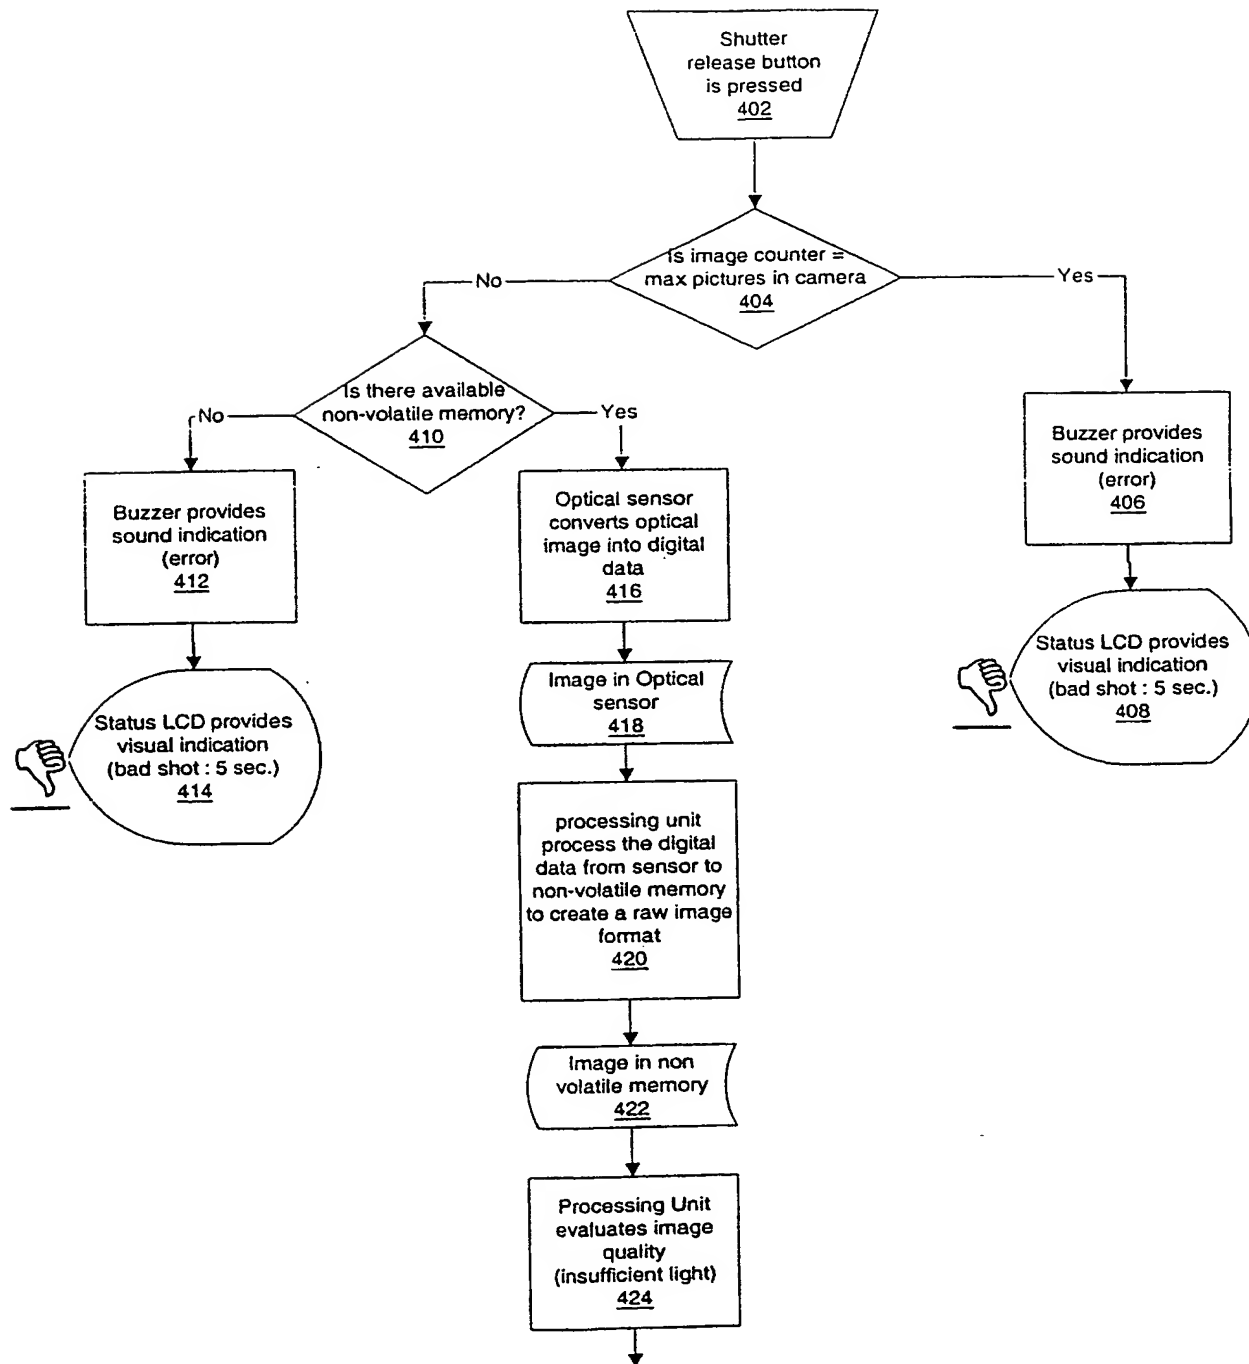 Shutter
release button
is pressed
402
Is image counter =
max pictures in camera
404
No
Yes
Is there available
non-volatile memory?
410
No
Yes
Buzzer provides
sound indication
(error)
406
Buzzer provides
sound indication
(error)
412
Optical sensor
converts optical
image into digital
data
416
Status LCD provides
visual indication
(bad shot : 5 sec.)
408
Image in Optical
sensor
418
Status LCD provides
visual indication
(bad shot : 5 sec.)
414
processing unit
process the digital
data from sensor to
non-volatile memory
to create a raw image
format
420
Image in non
volatile memory
422
Processing Unit
evaluates image
quality
(insufficient light)
424